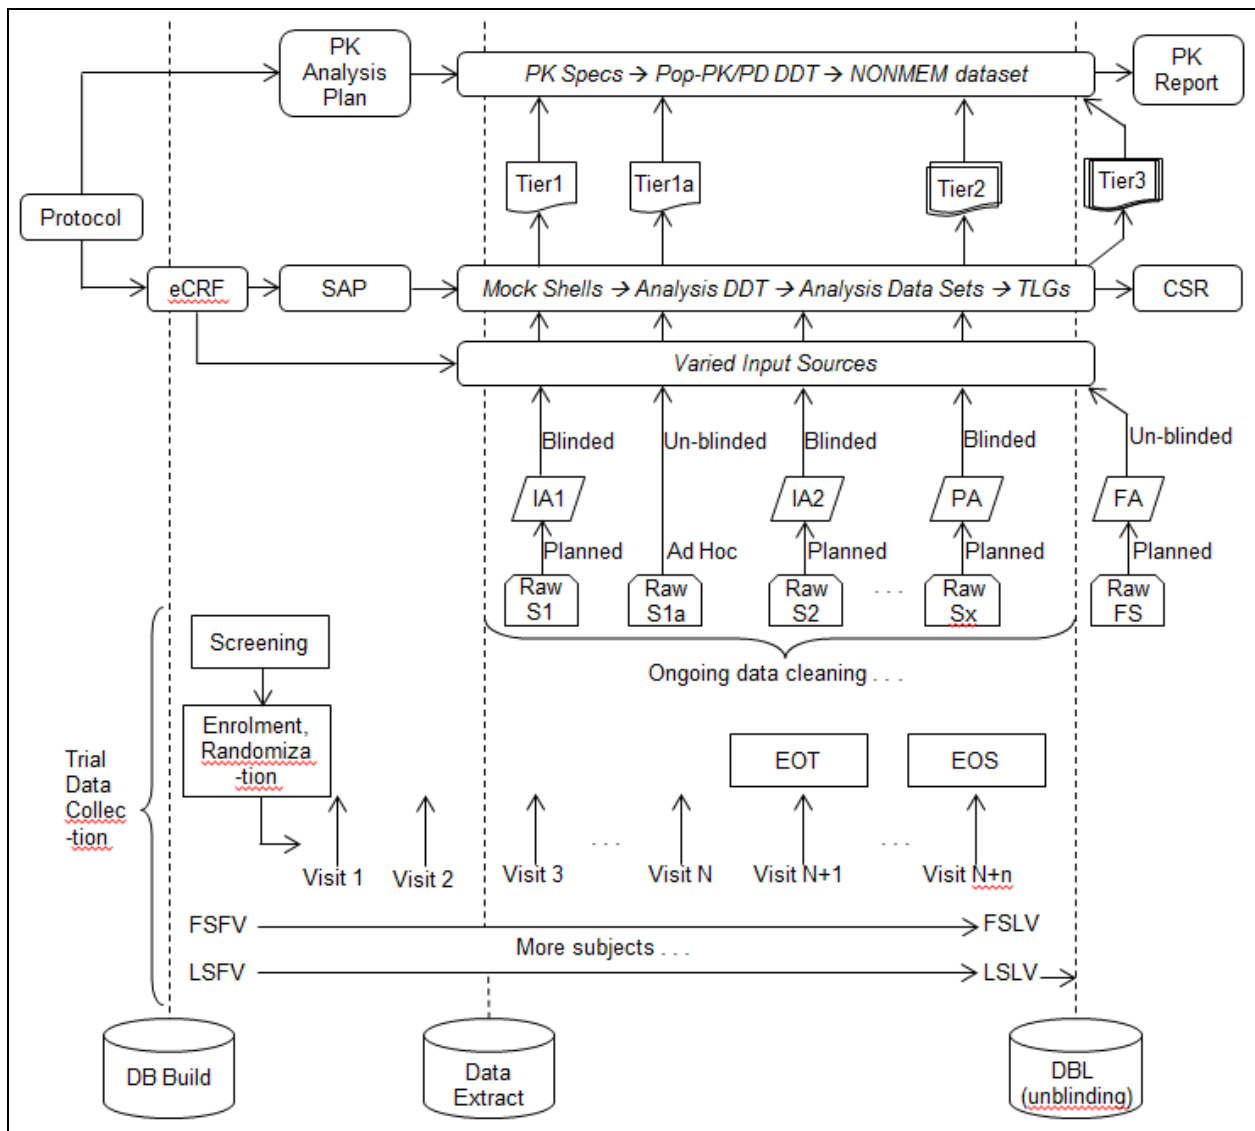 PK
Analysis
Plan
PK Specs → Pop-PK/PD DDT → NONMEM dataset
PK
Report
Tier1
Tier1a
Tier2
Tier3
Protocol
eCRF
SAP
Mock Shells → Analysis DDT → Analysis Data Sets → TLGs
CSR
Varied Input Sources
Blinded
Un-blinded
Blinded
Blinded
Un-blinded
IA1
IA2
PA
FA
Planned
Ad Hoc
Planned
Planned
Planned
Raw
S1
Raw
S1a
Raw
S2
. . .
Raw
Sx
Raw
FS
Screening
Ongoing data cleaning . . .
Enrolment,
Randomiza
-tion
Trial
Data
Collec
-tion
EOT
EOS
. . .
. . .
Visit 1
Visit 2
Visit 3
Visit N
Visit N+1
Visit N+n
FSFV
FSLV
More subjects . . .
LSFV
LSLV
DB Build
Data
Extract
DBL
(unblinding)